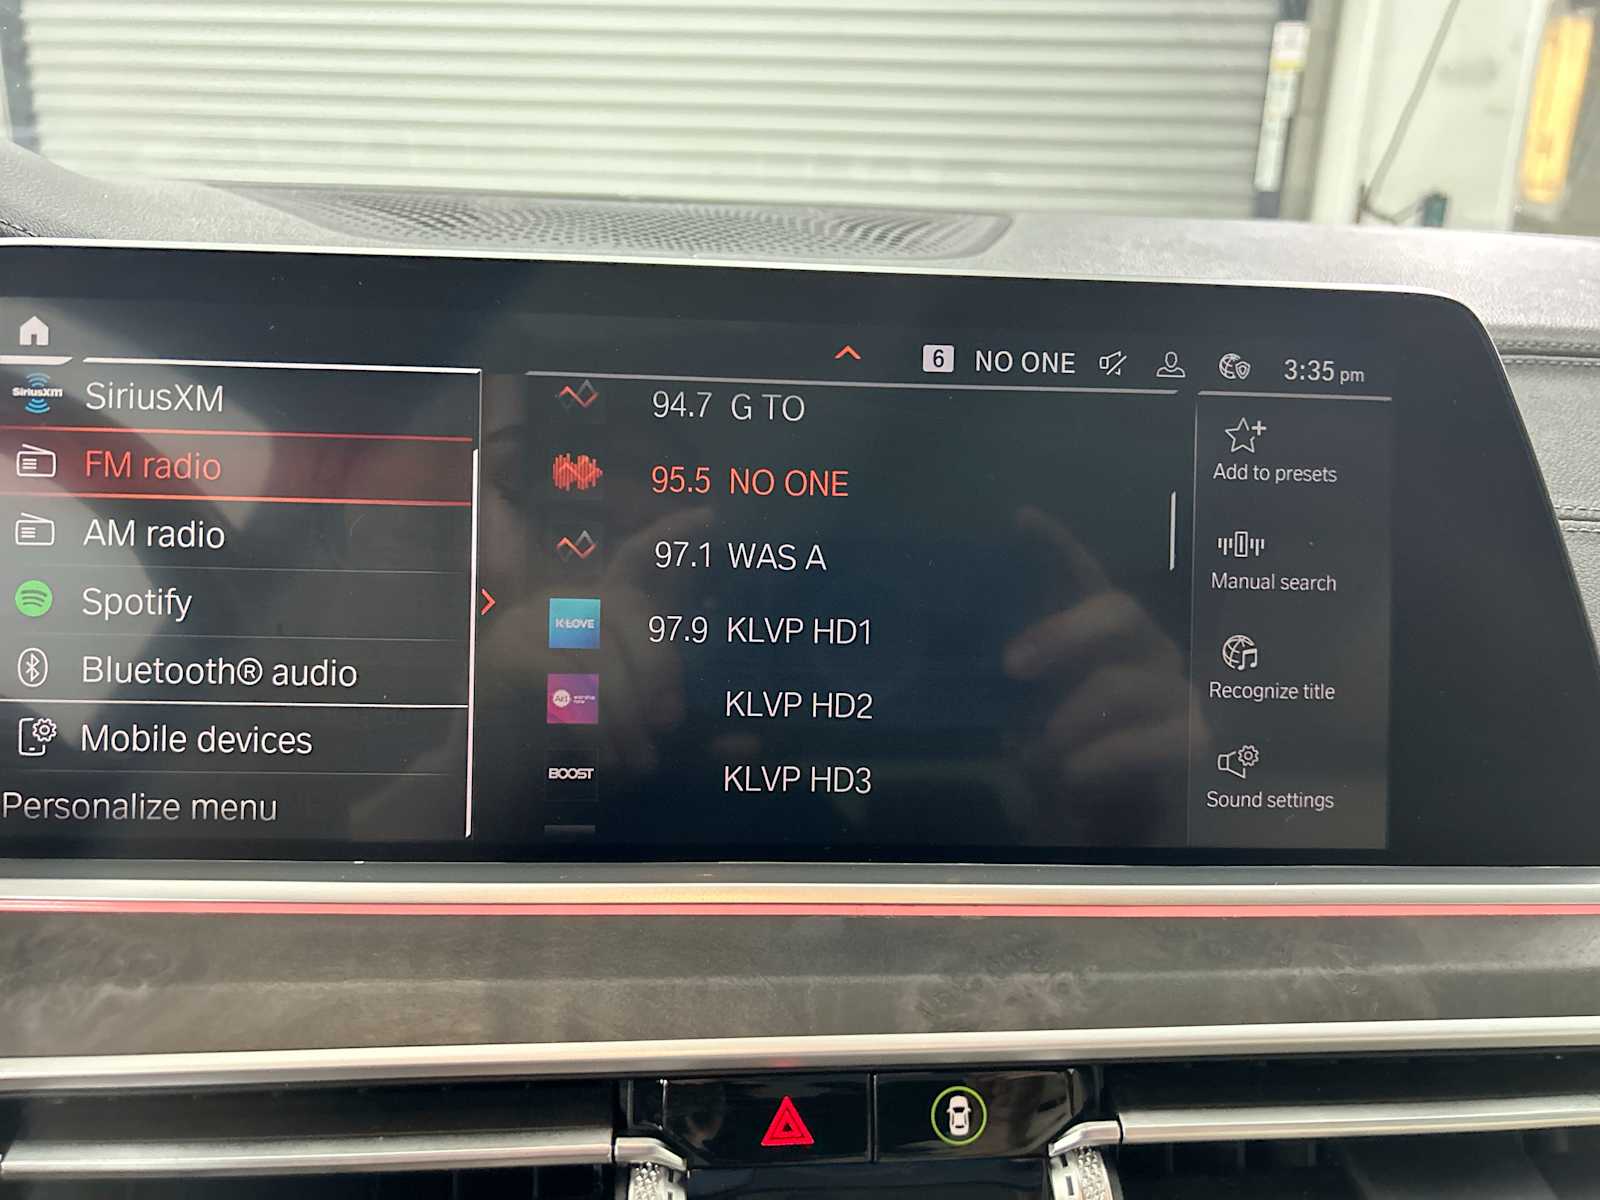 6 NO ONE 3:35 pm
SiriusXM SiriusXM
FM radio
AM radio
Spotify
Bluetooth® audio
Mobile devices
Personalize menu
94.7 G TO
95.5 NO ONE
97.1 WAS A
K-LOVE 97.9 KLVP HD1
KLVP HD2
BOOST KLVP HD3
Add to presets
Manual search
Recognize title
Sound settings